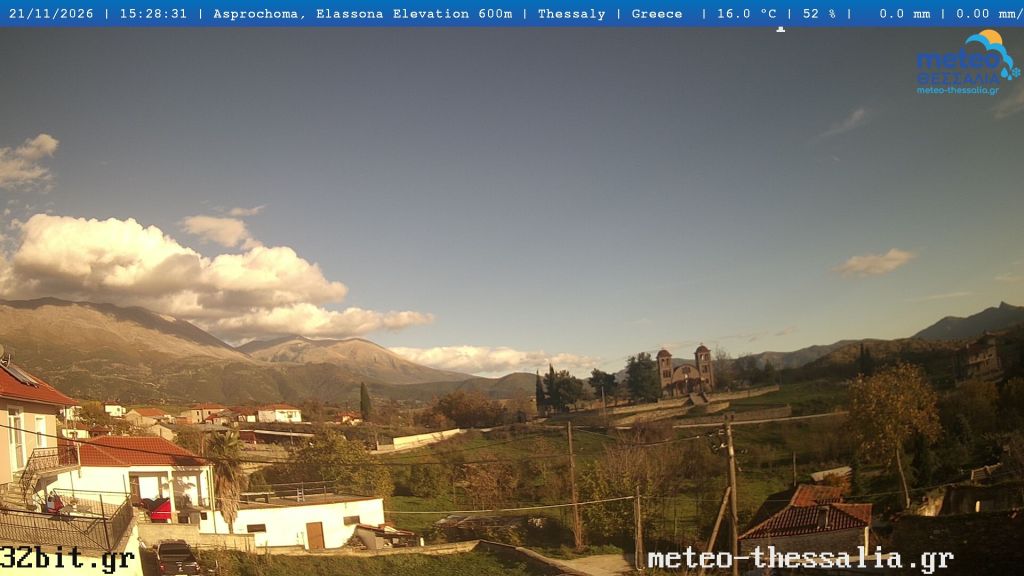 21/11/2026 | 15:28:31 | Asprochoma, Elassona Elevation 600m | Thessaly | Greece | 16.0 °C | 52 % | 0.0 mm | 0.00 mm/
meteo
ΘΕΣΣΑΛΙΑ
meteo-thessalia.gr
32bit.gr
meteo-thessalia.gr